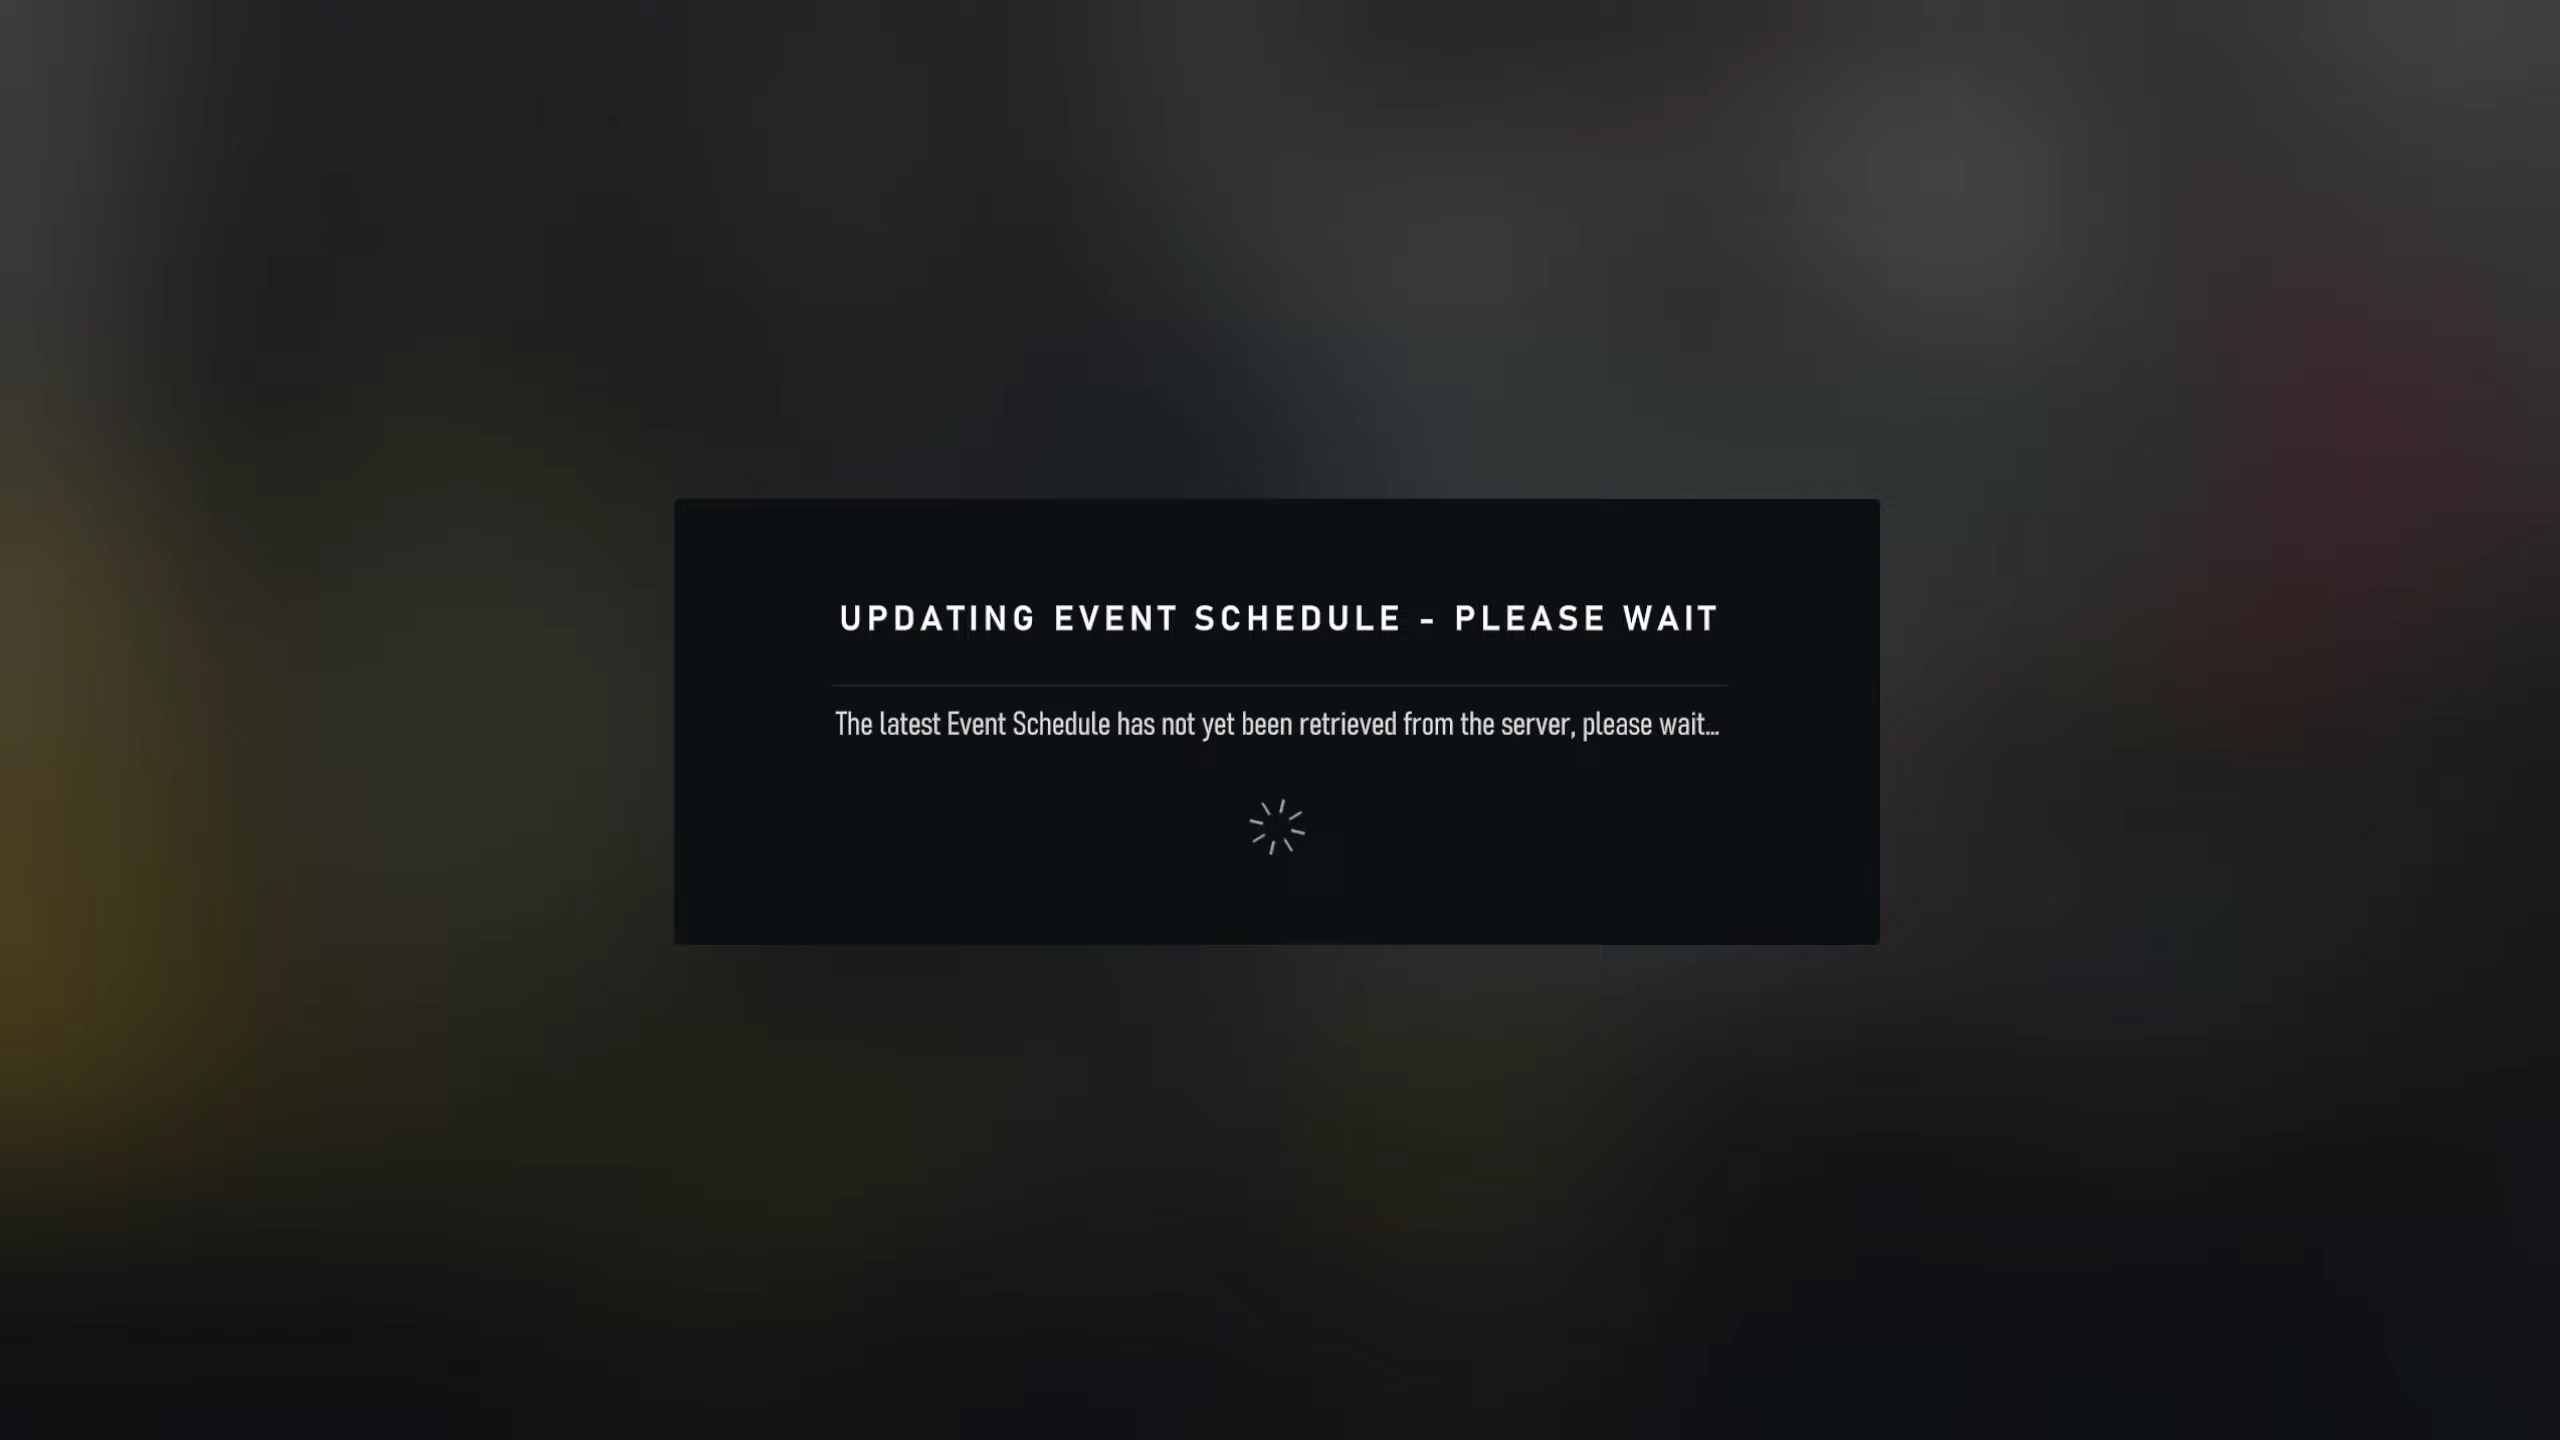 UPDATING EVENT SCHEDULE - PLEASE WAIT
The latest Event Schedule has not yet been retrieved from the server, please wait...